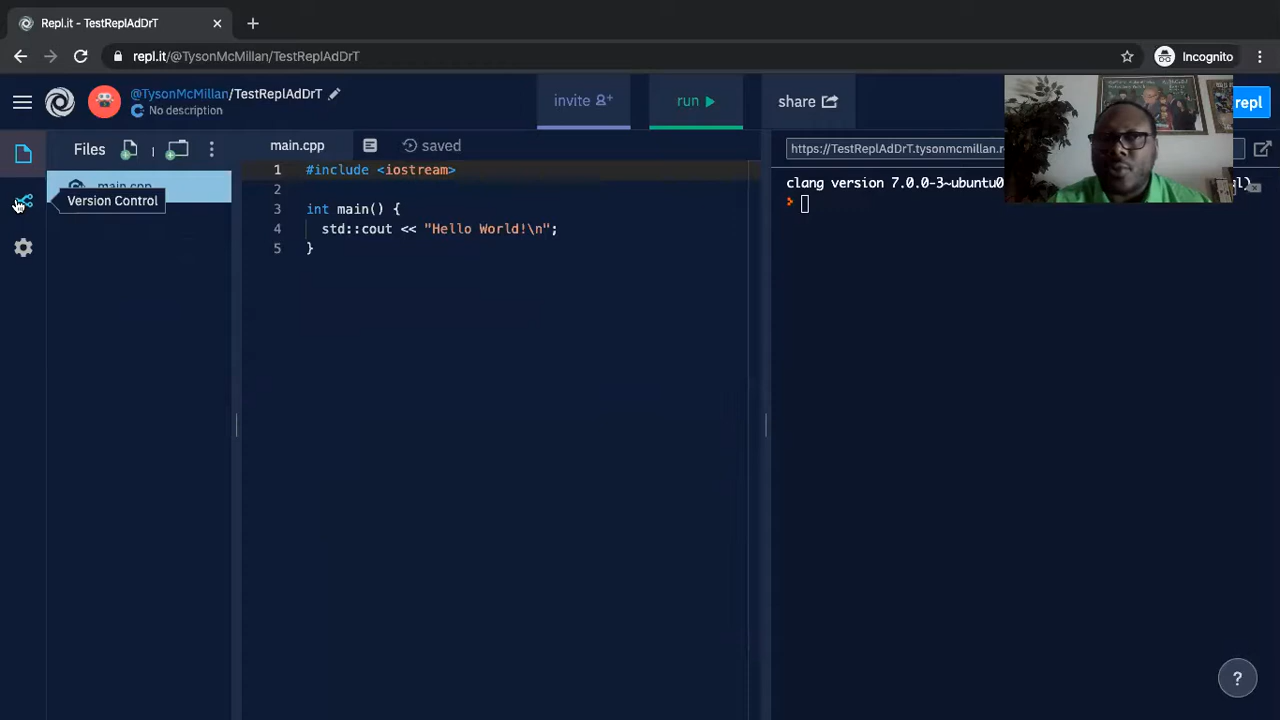 Repl.it - TestReplAdDrT
repl.it/@TysonMcMillan/TestReplAdDrT
Incognito
@TysonMcMillan/TestReplAdDrT
No description
invite
run
share
repl
Files
main.cpp
saved
https://TestReplAdDrT.tysonmcmillan.r
main.cpp
Version Control
1 #include <iostream>
2
3 int main() {
4 std::cout << "Hello World!\n";
5 }
clang version 7.0.0-3~ubuntu0
?